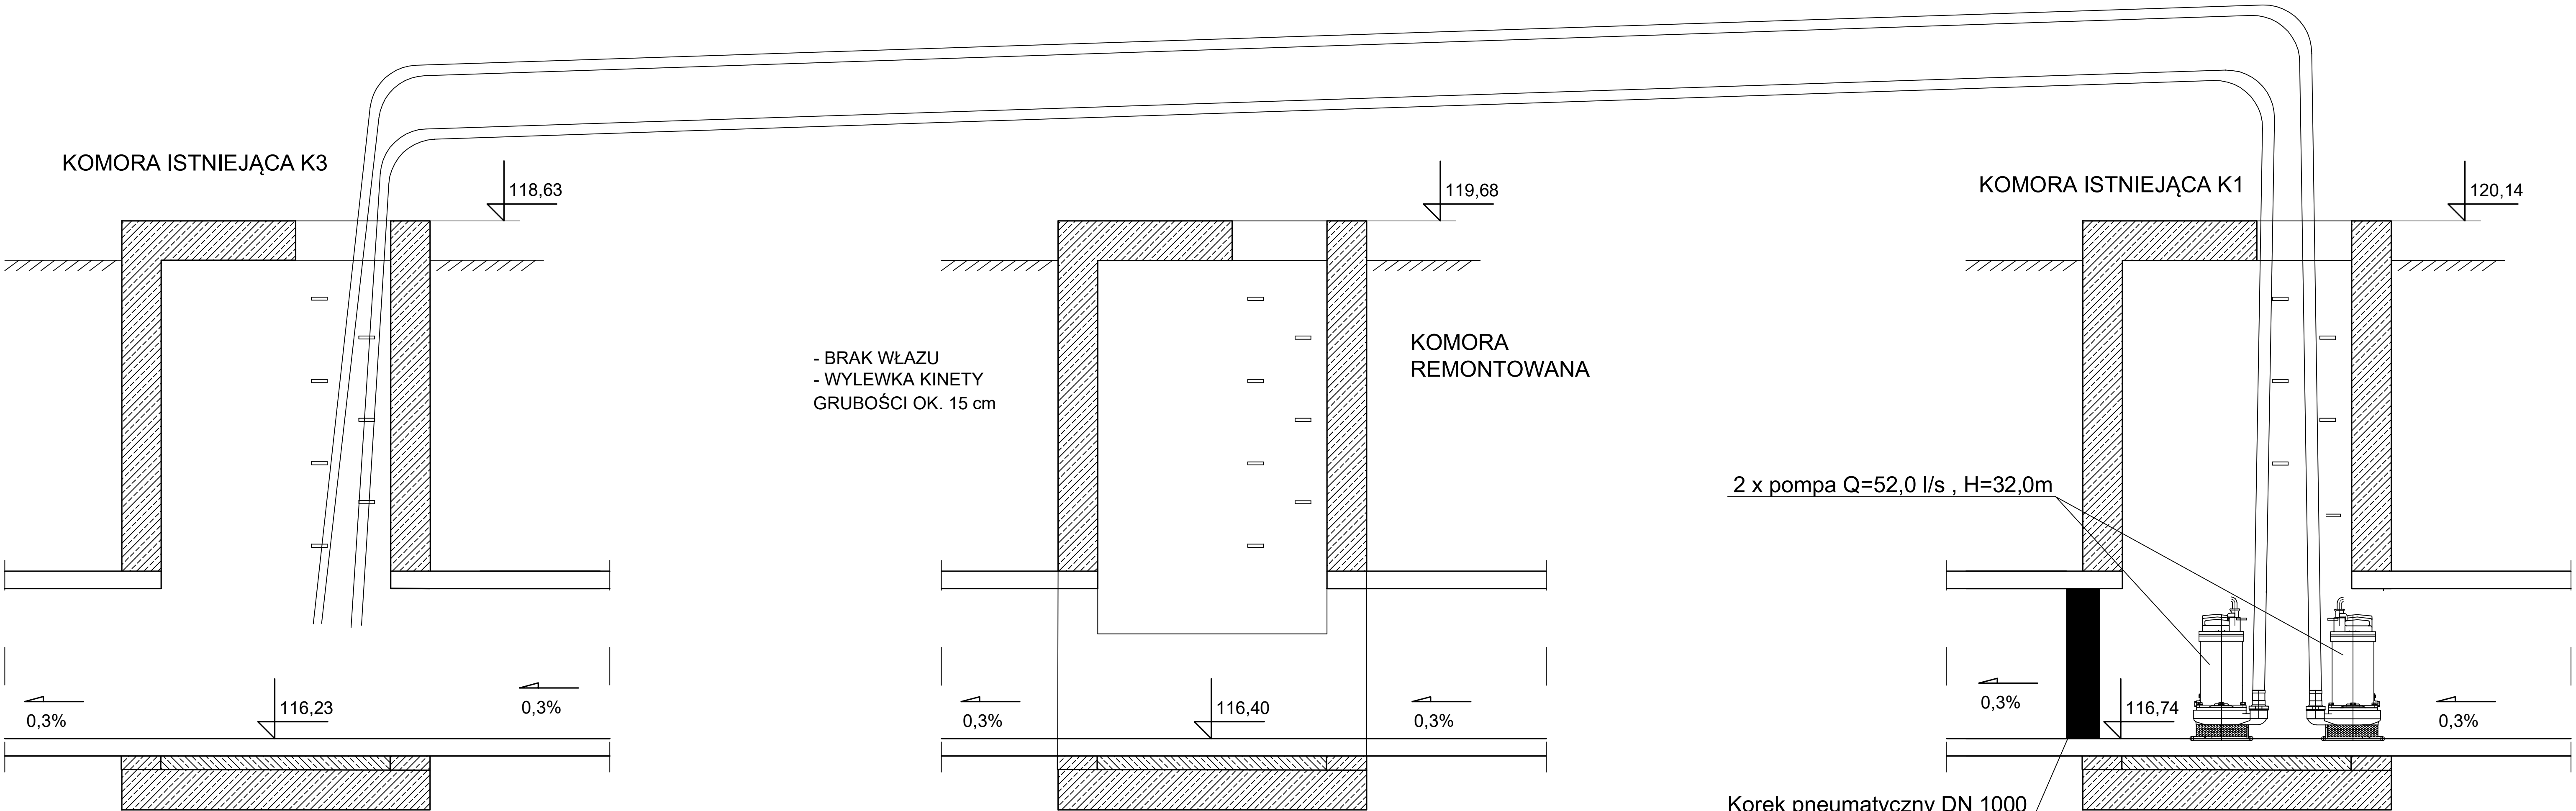 KOMORA ISTNIEJĄCA K3
118,63
119,68
KOMORA ISTNIEJĄCA K1
120,14
- BRAK WŁAZU
- WYLEWKA KINETY
GRUBOŚCI OK. 15 cm
KOMORA
REMONTOWANA
2 x pompa Q=52,0 l/s , H=32,0m
0,3%
116,23
0,3%
0,3%
116,40
0,3%
0,3%
116,74
0,3%
Korek pneumatyczny DN 1000